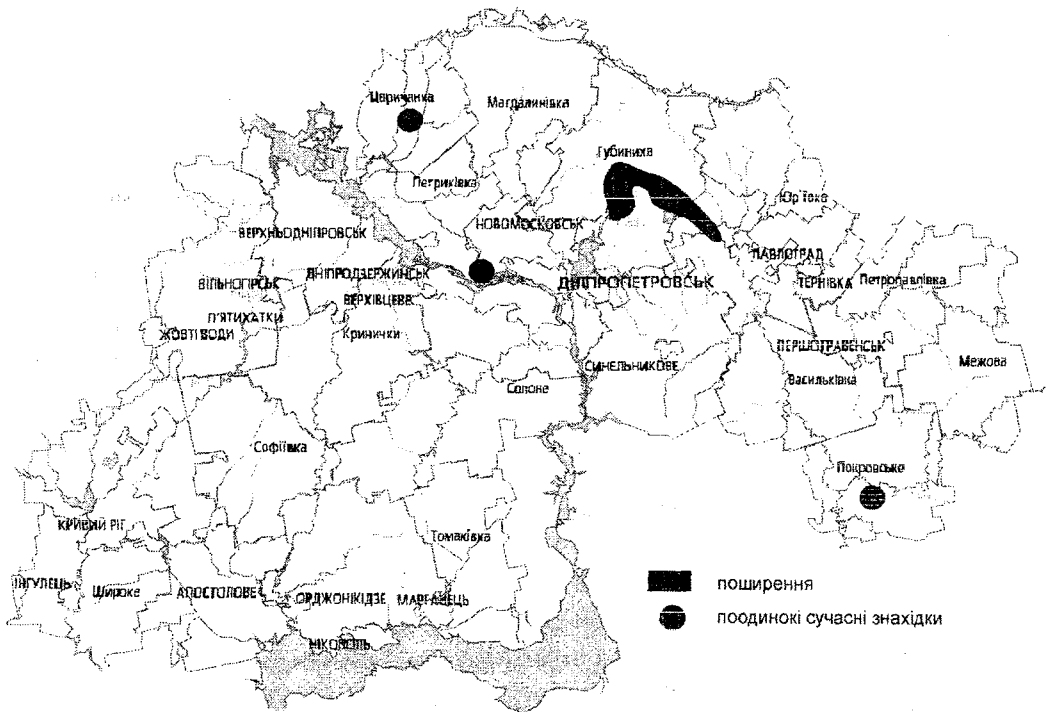 Царичанка
Магдалинівка
Губиниха
Петриківка
Юр'ївка
НОВОМОСКОВСЬК
ВЕРХНЬОДНІПРОВСЬК
ПАВЛОГРАД
ВІЛЬНОГІРСЬК
ДНІПРОДЗЕРЖИНСЬК
ДНІПРОПЕТРОВСЬК
ТЕРНІВКА
Петропавлівка
ВЕРХІВЦЕВЕ
П'ЯТИХАТКИ
ЖОВТІ ВОДИ
Кринички
ПЕРШОТРАВЕНСЬК
СИНЕЛЬНИКОВЕ
Межова
Васильківка
Солоне
Софіївка
Покровське
КРИВИЙ РІГ
Томаківка
ІНГУЛЕЦЬ
Широке
АПОСТОЛОВЕ
ОРДЖОНІКІДЗЕ
МАРГАНЕЦЬ
НІКОПОЛЬ
поширення
поодинокі сучасні знахідки